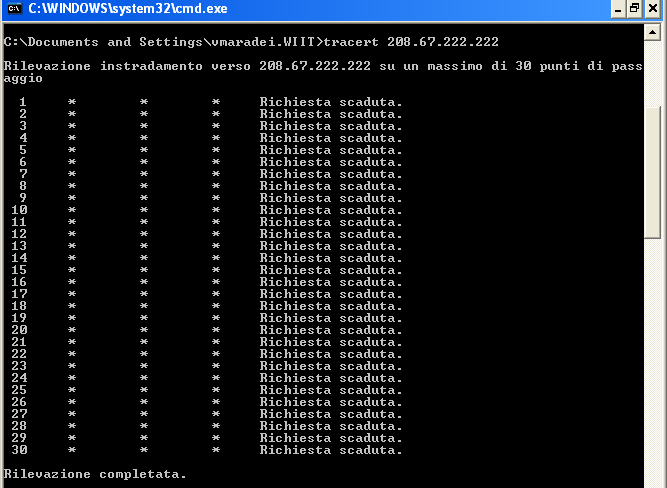 C:\WINDOWS\system32\cmd.exe
C:\Documents and Settings\vmaradei.WIIT>tracert 208.67.222.222
Rilevazione instradamento verso 208.67.222.222 su un massimo di 30 punti di pass
aggio
1 * * * Richiesta scaduta.
2 * * * Richiesta scaduta.
3 * * * Richiesta scaduta.
4 * * * Richiesta scaduta.
5 * * * Richiesta scaduta.
6 * * * Richiesta scaduta.
7 * * * Richiesta scaduta.
8 * * * Richiesta scaduta.
9 * * * Richiesta scaduta.
10 * * * Richiesta scaduta.
11 * * * Richiesta scaduta.
12 * * * Richiesta scaduta.
13 * * * Richiesta scaduta.
14 * * * Richiesta scaduta.
15 * * * Richiesta scaduta.
16 * * * Richiesta scaduta.
17 * * * Richiesta scaduta.
18 * * * Richiesta scaduta.
19 * * * Richiesta scaduta.
20 * * * Richiesta scaduta.
21 * * * Richiesta scaduta.
22 * * * Richiesta scaduta.
23 * * * Richiesta scaduta.
24 * * * Richiesta scaduta.
25 * * * Richiesta scaduta.
26 * * * Richiesta scaduta.
27 * * * Richiesta scaduta.
28 * * * Richiesta scaduta.
29 * * * Richiesta scaduta.
30 * * * Richiesta scaduta.
Rilevazione completata.